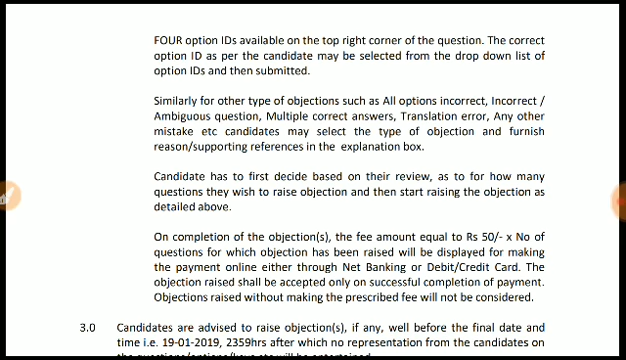 FOUR option IDs available on the top right corner of the question. The correct
option ID as per the candidate may be selected from the drop down list of
option IDs and then submitted.
Similarly for other type of objections such as All options incorrect, Incorrect /
Ambiguous question, Multiple correct answers, Translation error, Any other
mistake etc candidates may select the type of objection and furnish
reason/supporting references in the explanation box.
Candidate has to first decide based on their review, as to for how many
questions they wish to raise objection and then start raising the objection as
detailed above.
On completion of the objection(s), the fee amount equal to Rs 50/- x No of
questions for which objection has been raised will be displayed for making
the payment online either through Net Banking or Debit/Credit Card. The
objection raised shall be accepted only on successful completion of payment.
Objections raised without making the prescribed fee will not be considered.
3.0 Candidates are advised to raise objection(s), if any, well before the final date and
time i.e. 19-01-2019, 2359hrs after which no representation from the candidates on